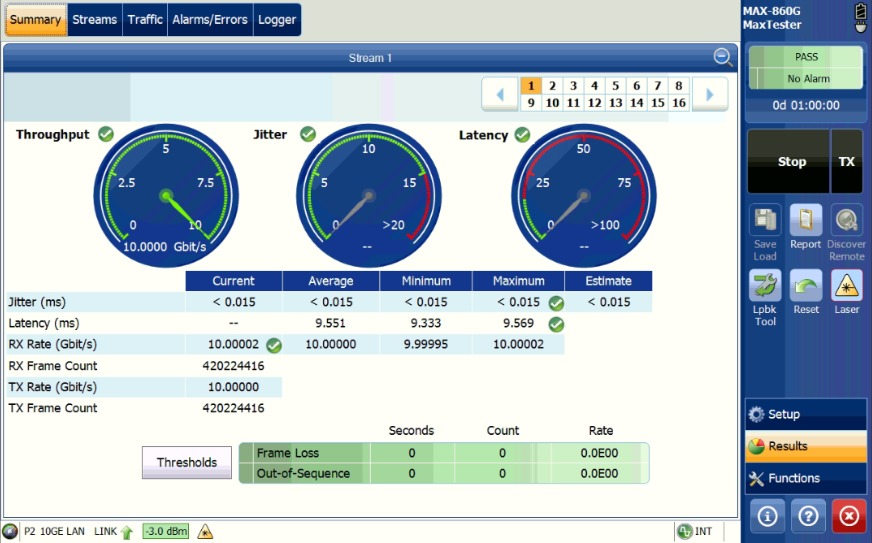 Summary Streams Traffic Alarms/Errors Logger
MAX-860G
MaxTester
Stream 1
PASS
No Alarm
0d 01:00:00
1 2 3 4 5 6 7 8
9 10 11 12 13 14 15 16
Throughput
0 2.5 5 7.5 10
10.0000 Gbit/s
Jitter
0 5 10 15 >20
--
Latency
0 25 50 75 >100
--
Stop TX
Save Load
Report
Discover Remote
Lpbk Tool
Reset
Laser
Current Average Minimum Maximum Estimate
Jitter (ms) < 0.015 < 0.015 < 0.015 < 0.015 < 0.015
Latency (ms) -- 9.551 9.333 9.569
RX Rate (Gbit/s) 10.00002 10.00000 9.99995 10.00002
RX Frame Count 420224416
TX Rate (Gbit/s) 10.00000
TX Frame Count 420224416
Seconds Count Rate
Thresholds
Frame Loss 0 0 0.0E00
Out-of-Sequence 0 0 0.0E00
Setup
Results
Functions
P2 10GE LAN LINK -3.0 dBm
INT